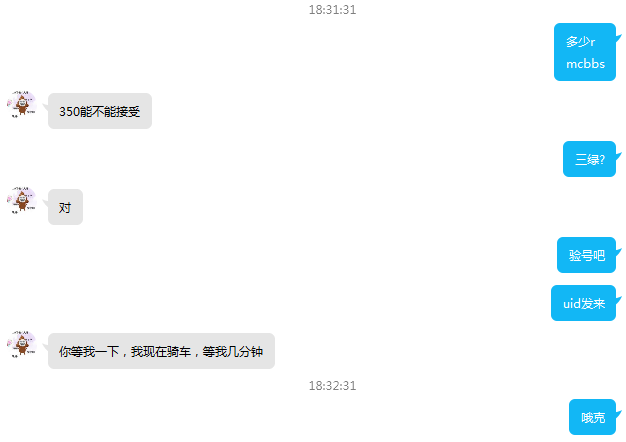 18:31:31
多少r
mcbbs
350能不能接受
三绿?
对
验号吧
uid发来
你等我一下，我现在骑车，等我几分钟
18:32:31
哦克